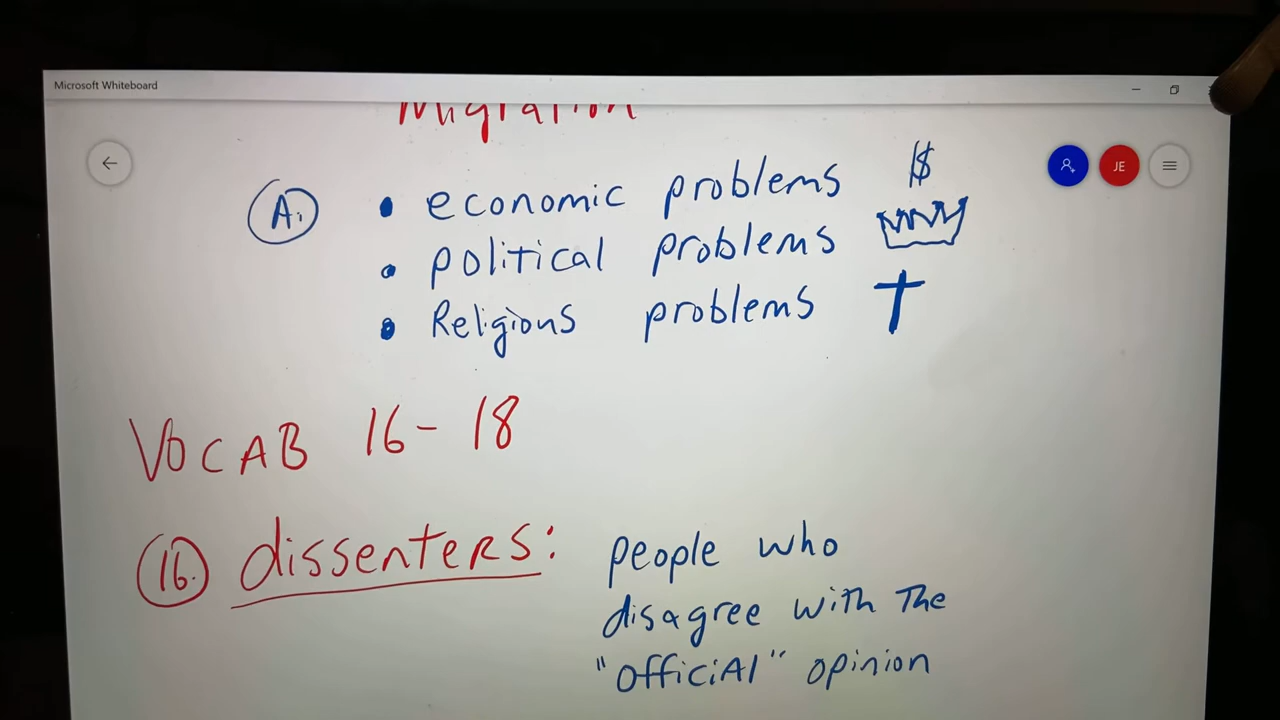 Microsoft Whiteboard
Migration
A. • economic problems $
• political problems
• Religious problems
JE
VOCAB 16-18
16. dissenters: people who
disagree with the
"official" opinion